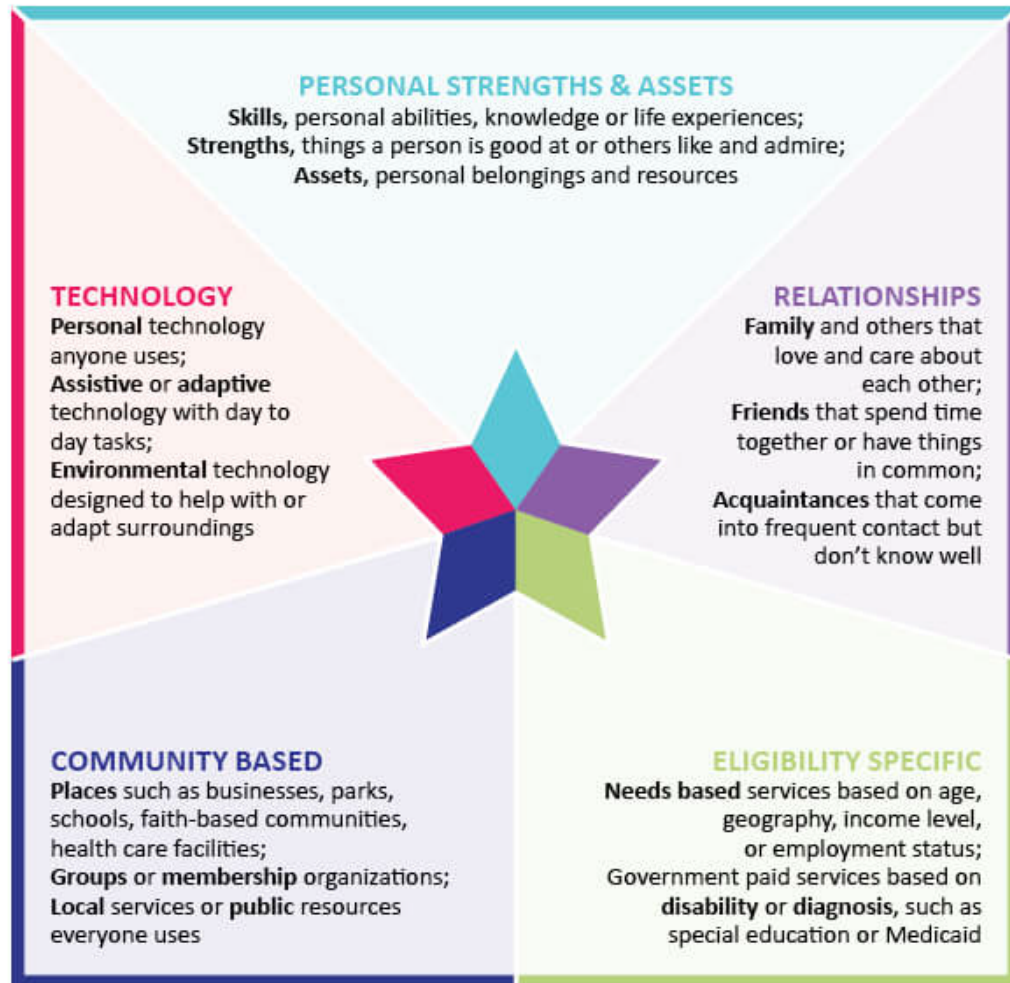 PERSONAL STRENGTHS & ASSETS
Skills, personal abilities, knowledge or life experiences;
Strengths, things a person is good at or others like and admire;
Assets, personal belongings and resources
TECHNOLOGY
Personal technology
anyone uses;
Assistive or adaptive
technology with day to
day tasks;
Environmental technology
designed to help with or
adapt surroundings
RELATIONSHIPS
Family and others that
love and care about
each other;
Friends that spend time
together or have things
in common;
Acquaintances that come
into frequent contact but
don’t know well
COMMUNITY BASED
Places such as businesses, parks,
schools, faith-based communities,
health care facilities;
Groups or membership organizations;
Local services or public resources
everyone uses
ELIGIBILITY SPECIFIC
Needs based services based on age,
geography, income level,
or employment status;
Government paid services based on
disability or diagnosis, such as
special education or Medicaid